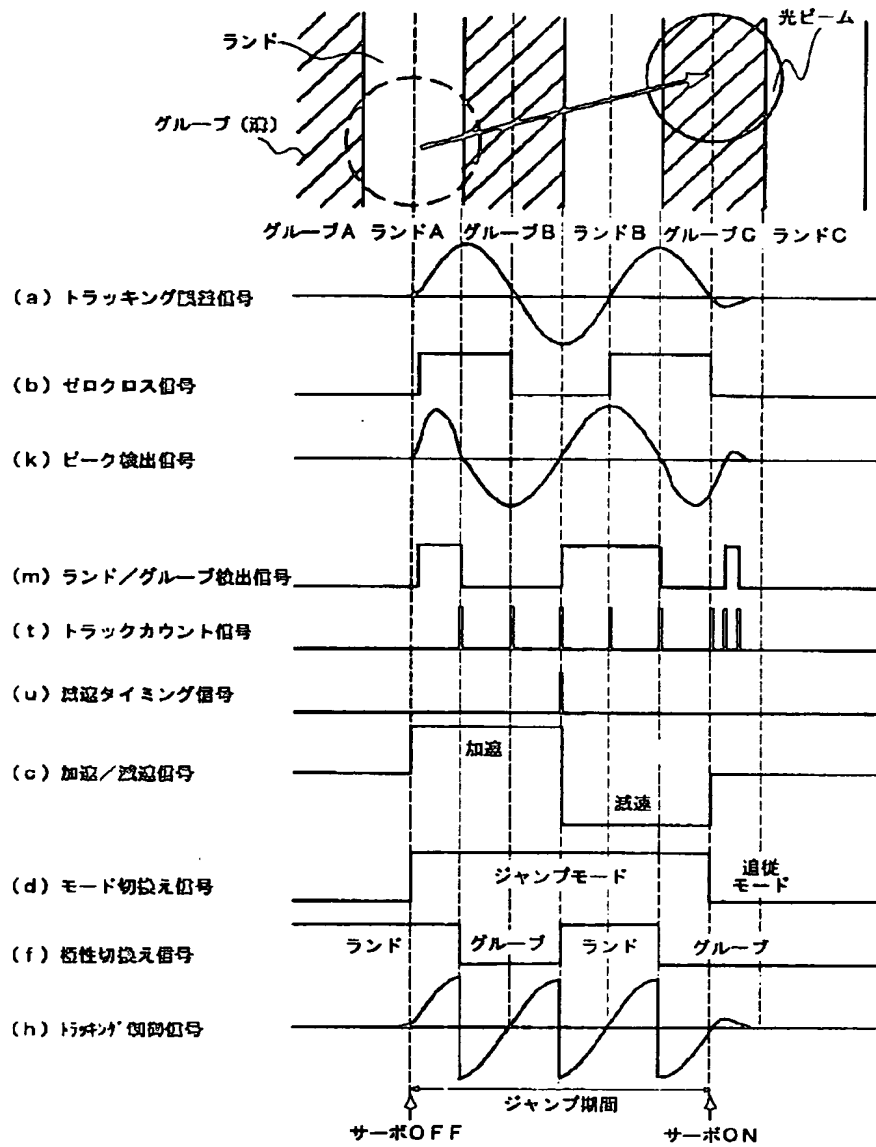 光ビーム
ランド
グルーブ(溝)
グルーブA ランドA グルーブB ランドB グルーブC ランドC
(a) トラッキング誤差信号
(b) ゼロクロス信号
(k) ピーク検出信号
(m) ランド/グルーブ検出信号
(t) トラックカウント信号
(u) 減速タイミング信号
加速
(c) 加速/減速信号
減速
ジャンプモード
追従
モード
(d) モード切換え信号
ランド グルーブ ランド グルーブ
(f) 極性切換え信号
(h) トラッキング制御信号
ジャンプ期間
サーボOFF サーボON